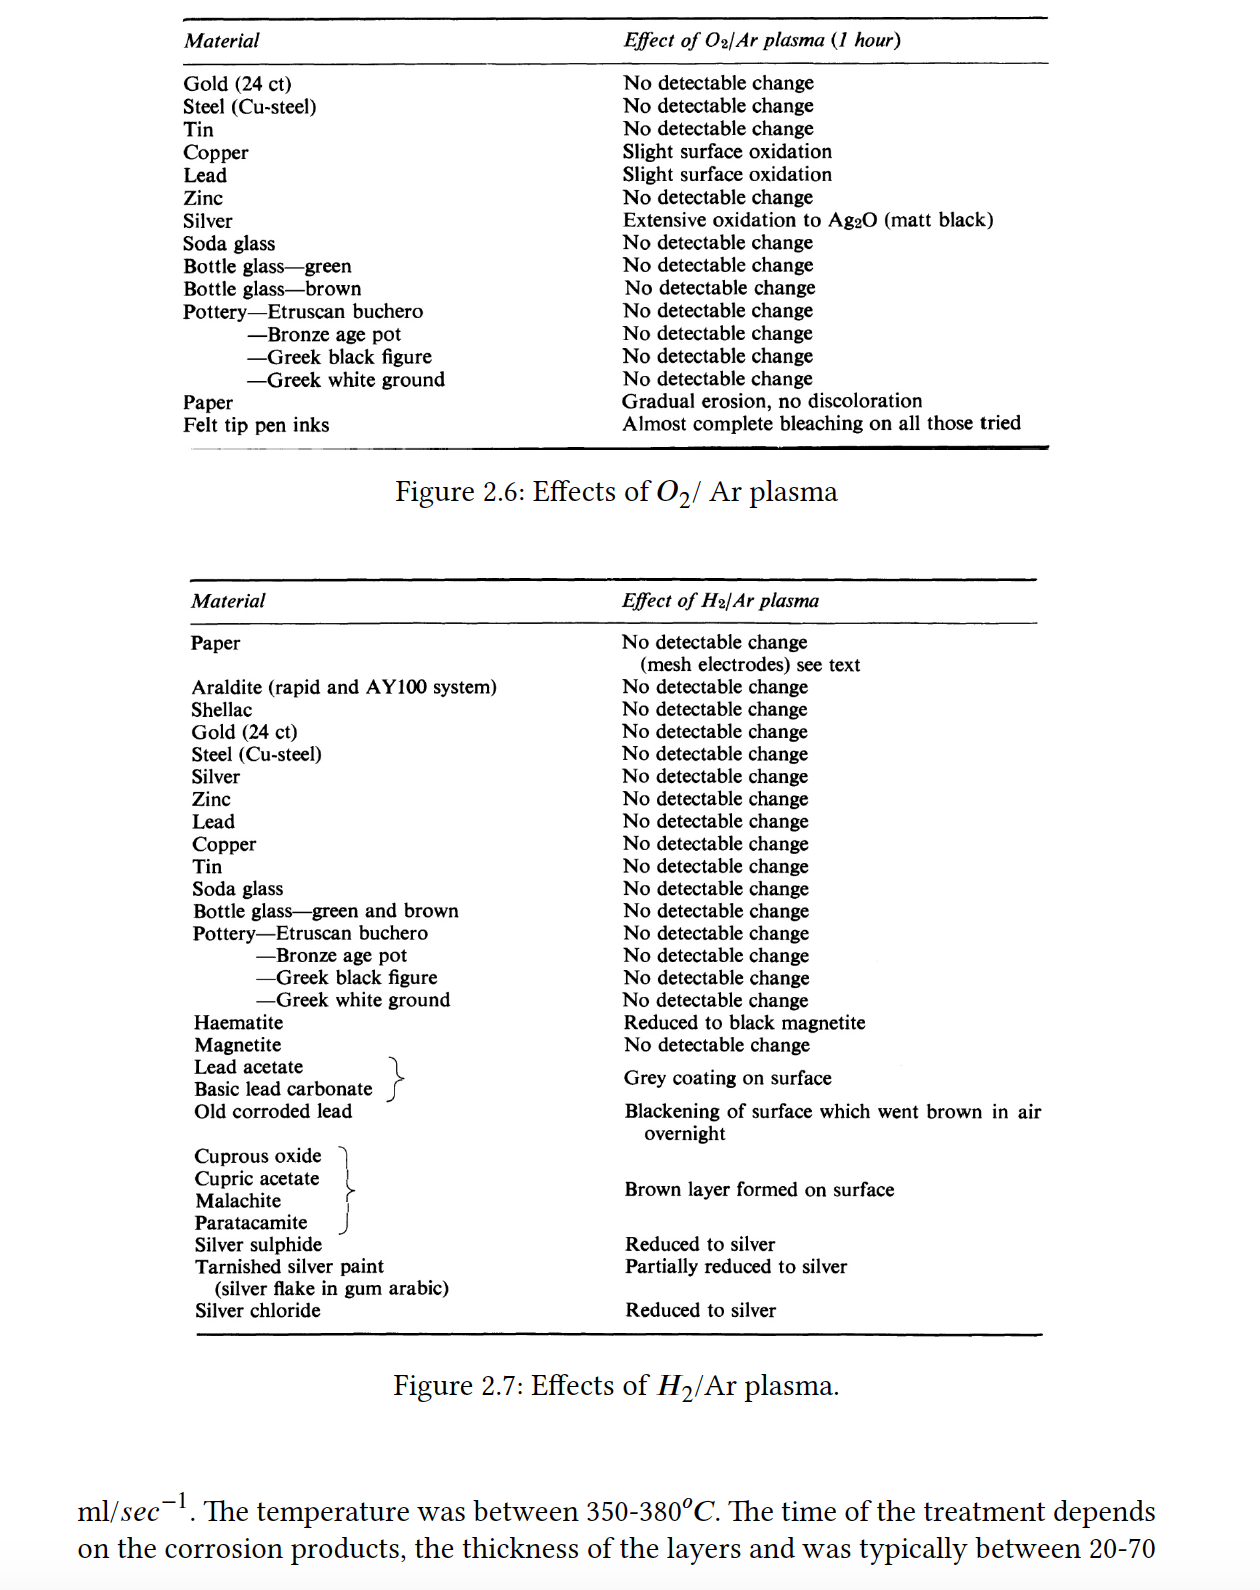 Material Effect of O2/Ar plasma (1 hour)
Gold (24 ct) No detectable change
Steel (Cu-steel) No detectable change
Tin No detectable change
Copper Slight surface oxidation
Lead Slight surface oxidation
Zinc No detectable change
Silver Extensive oxidation to Ag2O (matt black)
Soda glass No detectable change
Bottle glass—green No detectable change
Bottle glass—brown No detectable change
Pottery—Etruscan buchero No detectable change
—Bronze age pot No detectable change
—Greek black figure No detectable change
—Greek white ground No detectable change
Paper Gradual erosion, no discoloration
Felt tip pen inks Almost complete bleaching on all those tried
Figure 2.6: Effects of O2/ Ar plasma
Material Effect of H2/Ar plasma
Paper No detectable change
(mesh electrodes) see text
Araldite (rapid and AY100 system) No detectable change
Shellac No detectable change
Gold (24 ct) No detectable change
Steel (Cu-steel) No detectable change
Silver No detectable change
Zinc No detectable change
Lead No detectable change
Copper No detectable change
Tin No detectable change
Soda glass No detectable change
Bottle glass—green and brown No detectable change
Pottery—Etruscan buchero No detectable change
—Bronze age pot No detectable change
—Greek black figure No detectable change
—Greek white ground No detectable change
Haematite Reduced to black magnetite
Magnetite No detectable change
Lead acetate
Grey coating on surface
Basic lead carbonate
Old corroded lead Blackening of surface which went brown in air
overnight
Cuprous oxide
Cupric acetate
Brown layer formed on surface
Malachite
Paratacamite
Silver sulphide Reduced to silver
Tarnished silver paint Partially reduced to silver
(silver flake in gum arabic)
Silver chloride Reduced to silver
Figure 2.7: Effects of H2/Ar plasma.
ml/sec−1. The temperature was between 350-380oC. The time of the treatment depends
on the corrosion products, the thickness of the layers and was typically between 20-70